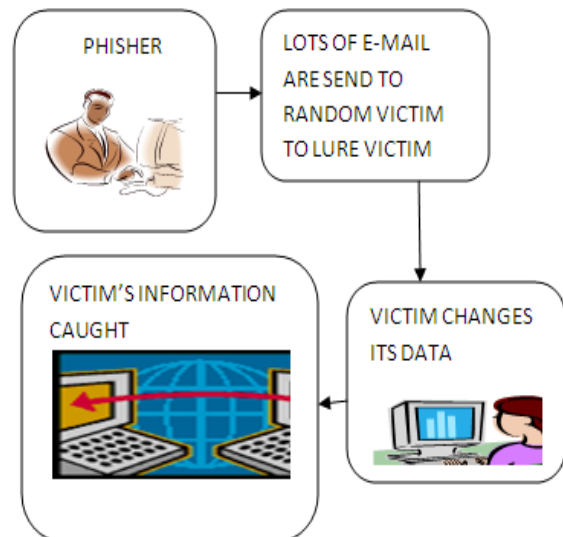 PHISHER
LOTS OF E-MAIL
ARE SEND TO
RANDOM VICTIM
TO LURE VICTIM
VICTIM CHANGES
ITS DATA
VICTIM'S INFORMATION
CAUGHT